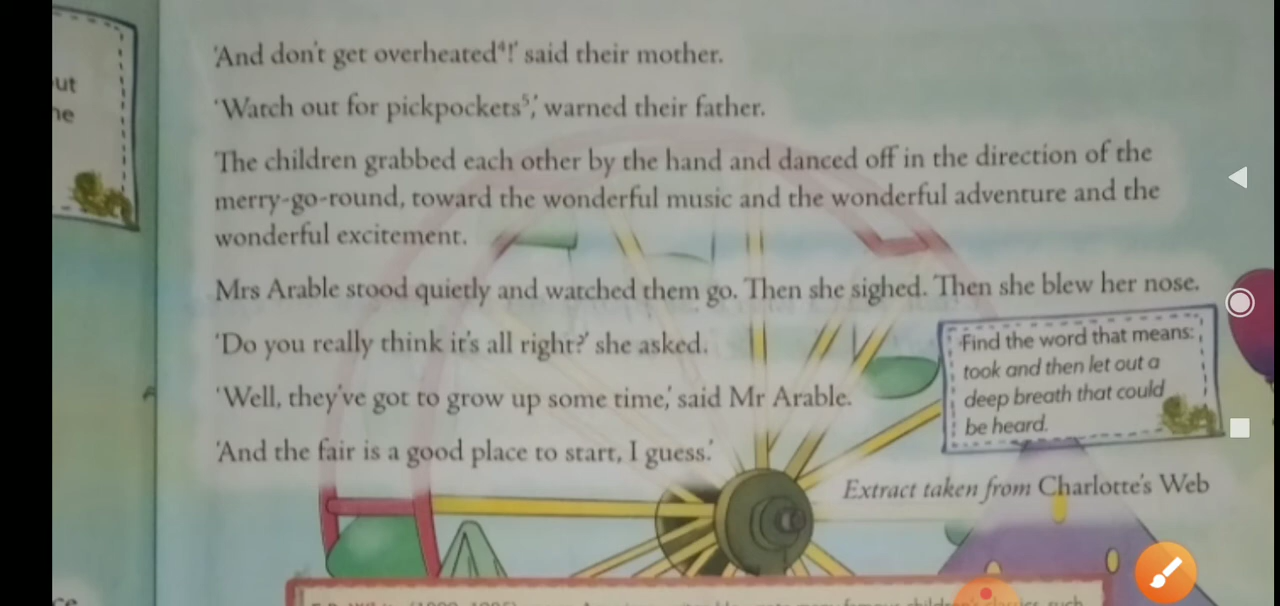 ut
he
'And don't get overheated⁴!' said their mother.
'Watch out for pickpockets⁵,' warned their father.
The children grabbed each other by the hand and danced off in the direction of the
merry-go-round, toward the wonderful music and the wonderful adventure and the
wonderful excitement.
Mrs Arable stood quietly and watched them go. Then she sighed. Then she blew her nose.
'Do you really think it's all right?' she asked.
'Well, they've got to grow up some time,' said Mr Arable.
'And the fair is a good place to start, I guess.'
Find the word that means:
took and then let out a
deep breath that could
be heard.
Extract taken from Charlotte's Web
ce